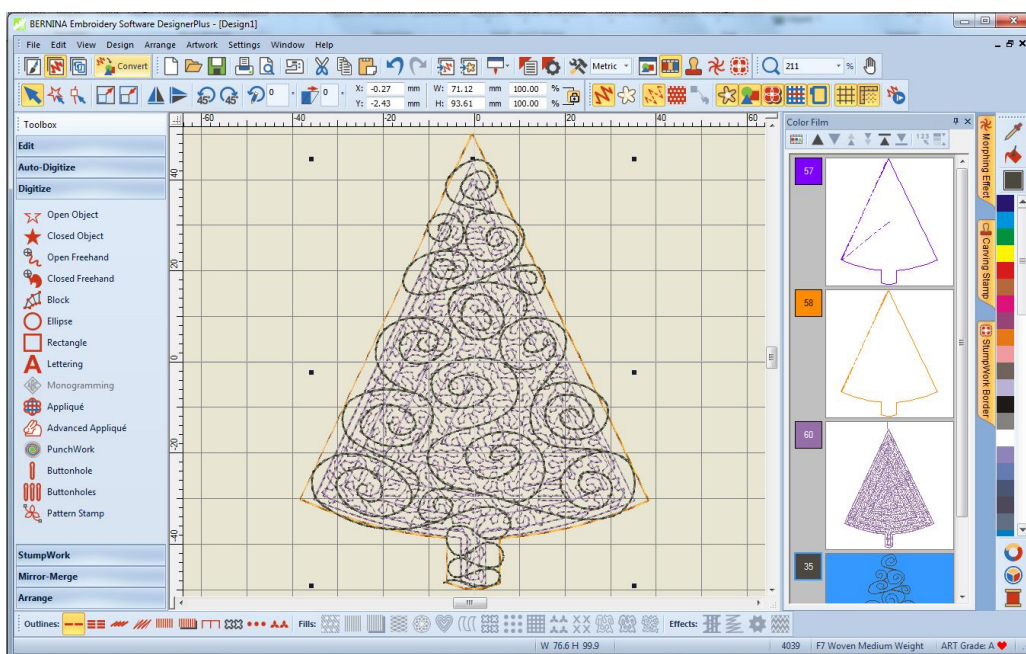 BERNINA Embroidery Software DesignerPlus - [Design1]
File Edit View Design Arrange Artwork Settings Window Help
Convert Metric 211 %
45 45 0 0 X: -0.27 mm W: 71.12 mm 100.00 %
Y: -2.43 mm H: 93.61 mm 100.00 %
Toolbox
Edit
Auto-Digitize
Digitize
Open Object
Closed Object
Open Freehand
Closed Freehand
Block
Ellipse
Rectangle
Lettering
Monogramming
Appliqué
Advanced Appliqué
PunchWork
Buttonhole
Buttonholes
Pattern Stamp
StumpWork
Mirror-Merge
Arrange
-60 -40 -20 0 20 40 60
40
20
0
-20
-40
Color Film
123
57
58
60
35
Morphing Effect
Carving Stamp
StumpWork Border
Outlines: Fills: Effects:
W 76.6 H 99.9 4039 F7 Woven Medium Weight ART Grade: A